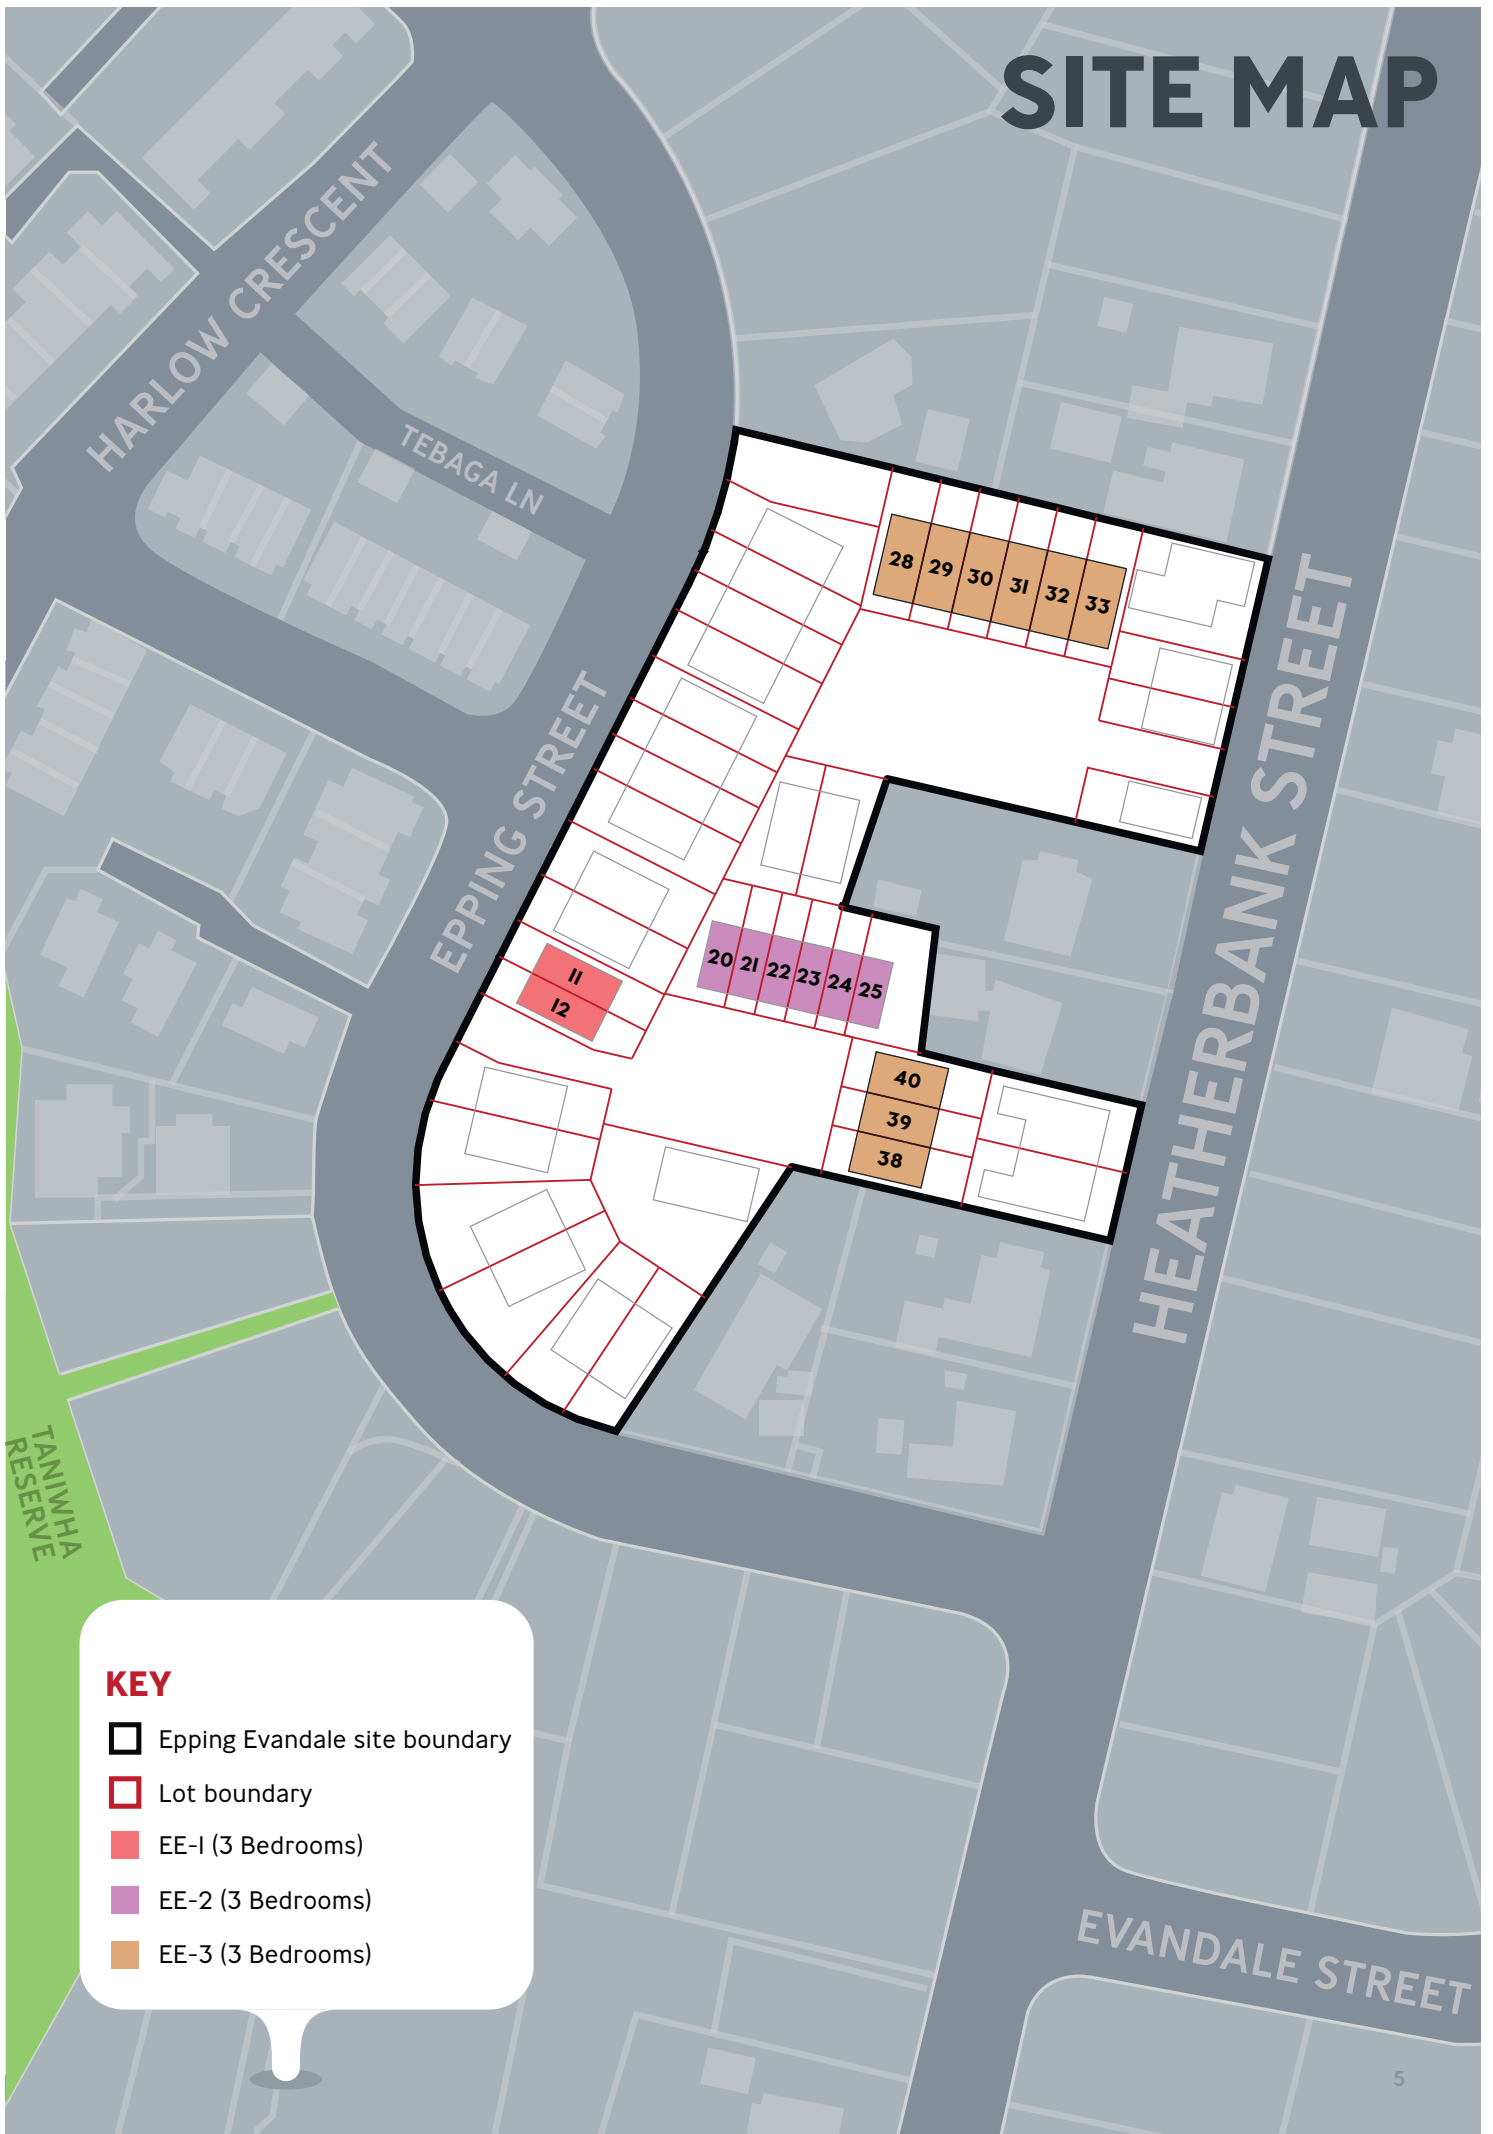 SITE MAP
HARLOW CRESCENT
TEBAGA LN
EPPING STREET
HEATHERBANK STREET
28
29
30
31
32
33
20
21
22
23
24
25
11
12
40
39
38
TANIWHA
RESERVE
KEY
Epping Evandale site boundary
Lot boundary
EE-1 (3 Bedrooms)
EE-2 (3 Bedrooms)
EE-3 (3 Bedrooms)
EVANDALE STREET
5